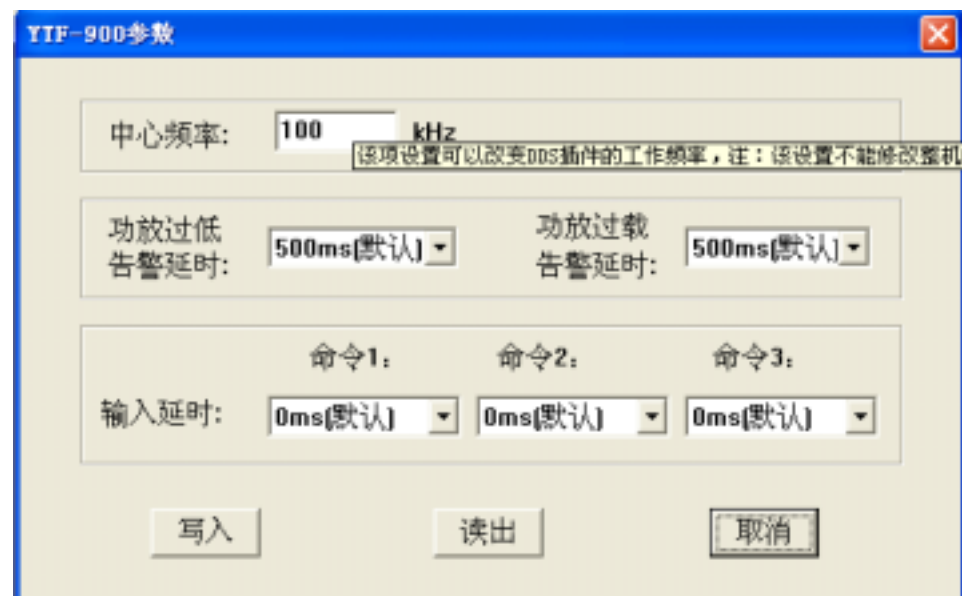 YTF-900参数
中心频率: 100 kHz
该项设置可以改变DDS插件的工作频率，注：该设置不能修改整机
功放过低告警延时: 500ms(默认) 功放过载告警延时: 500ms(默认)
命令1: 命令2: 命令3:
输入延时: 0ms(默认) 0ms(默认) 0ms(默认)
写入 读出 取消